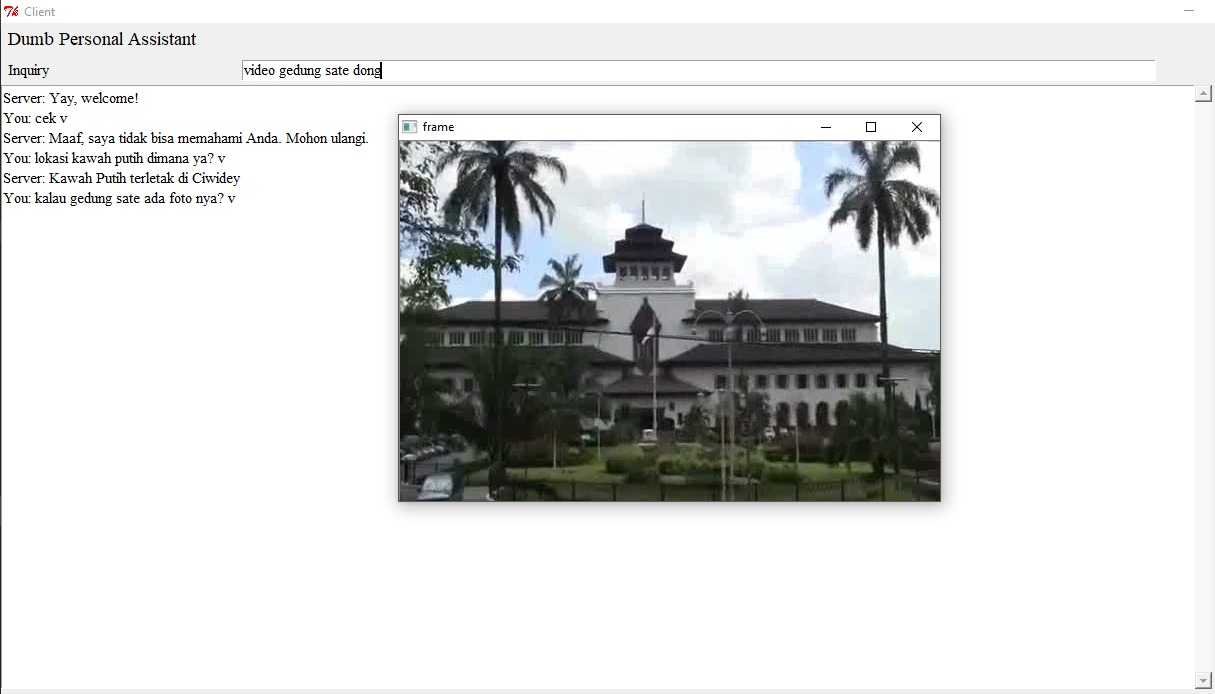 Client
Dumb Personal Assistant
Inquiry
video gedung sate dong
Server: Yay, welcome!
You: cek v
Server: Maaf, saya tidak bisa memahami Anda. Mohon ulangi.
You: lokasi kawah putih dimana ya? v
Server: Kawah Putih terletak di Ciwidey
You: kalau gedung sate ada foto nya? v
frame